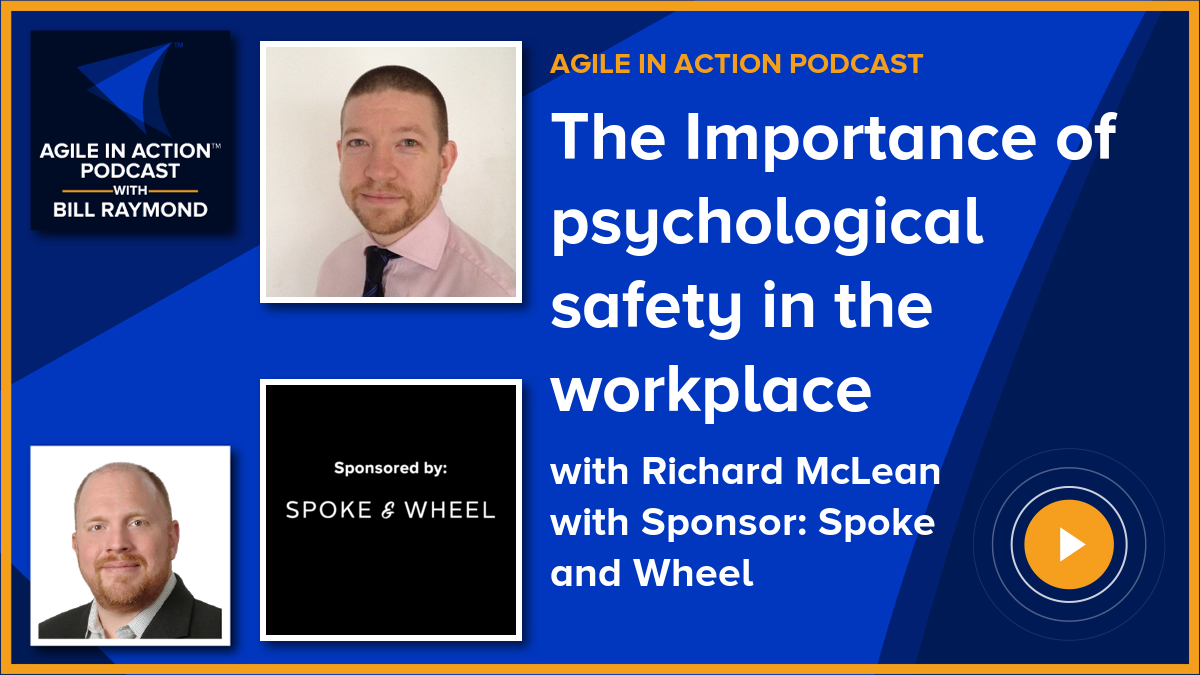 AGILE IN ACTION™
PODCAST
WITH
BILL RAYMOND
AGILE IN ACTION PODCAST
The Importance of
psychological
safety in the
workplace
with Richard McLean
with Sponsor: Spoke
and Wheel
Sponsored by:
SPOKE & WHEEL
TM